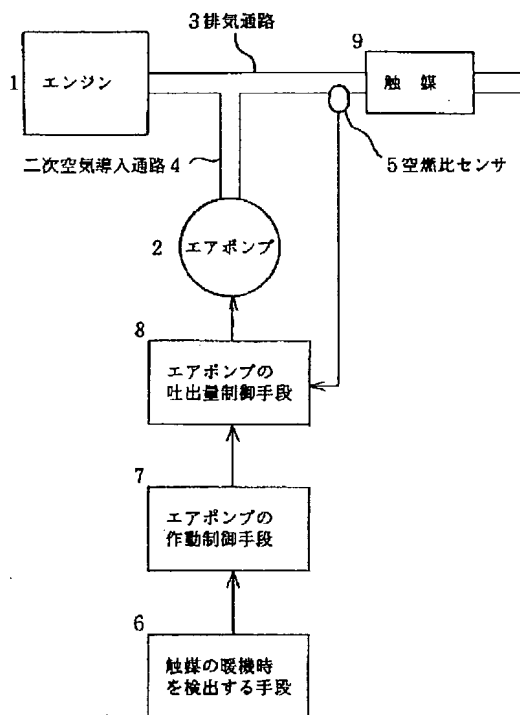 3排気通路
1
エンジン
9
触 媒
5空燃比センサ
二次空気導入通路4
2
エアポンプ
8
エアポンプの
吐出量制御手段
7
エアポンプの
作動制御手段
6
触媒の暖機時
を検出する手段